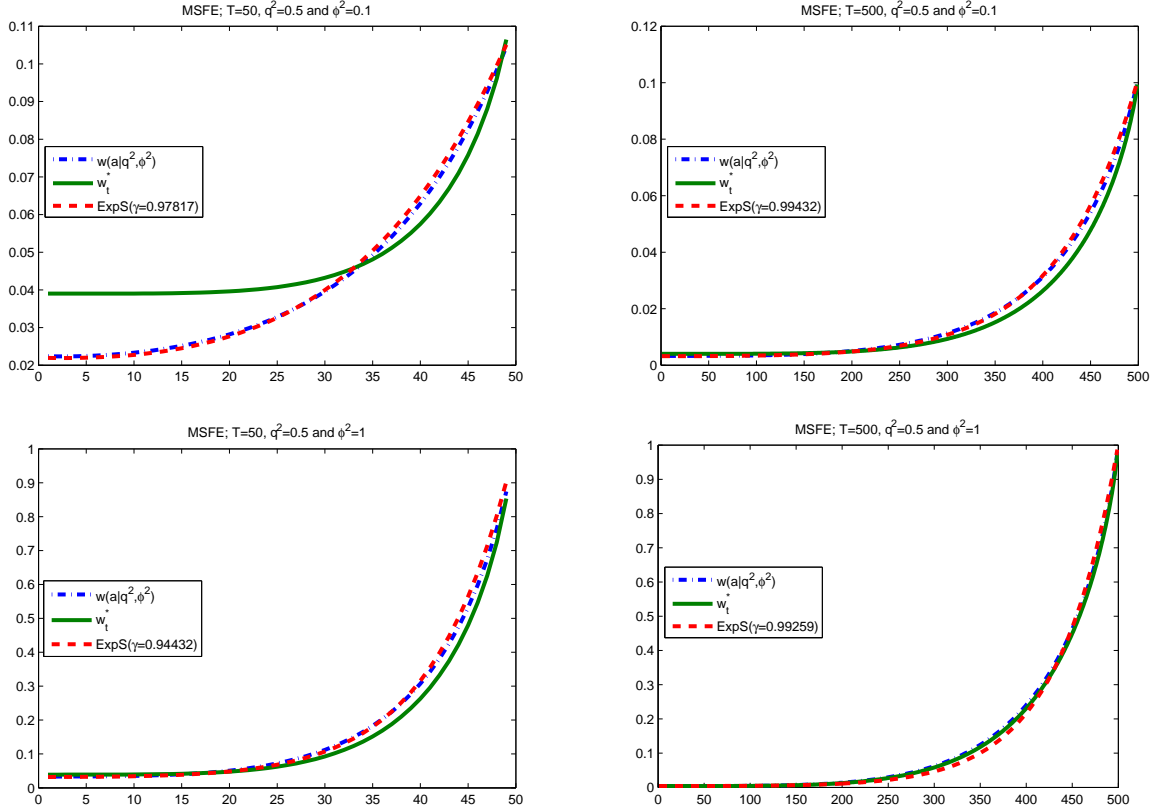 MSFE; T=50, q²=0.5 and ϕ²=0.1
0.11
0.1
0.09
0.08
0.07
0.06
0.05
0.04
0.03
0.02
w(a|q²,ϕ²)
w*ₜ
ExpS(γ=0.97817)
0 5 10 15 20 25 30 35 40 45 50
MSFE; T=500, q²=0.5 and ϕ²=0.1
0.12
0.1
0.08
0.06
0.04
0.02
0
w(a|q²,ϕ²)
w*ₜ
ExpS(γ=0.99432)
0 50 100 150 200 250 300 350 400 450 500
MSFE; T=50, q²=0.5 and ϕ²=1
1
0.9
0.8
0.7
0.6
0.5
0.4
0.3
0.2
0.1
0
w(a|q²,ϕ²)
w*ₜ
ExpS(γ=0.94432)
0 5 10 15 20 25 30 35 40 45 50
MSFE; T=500, q²=0.5 and ϕ²=1
1
0.9
0.8
0.7
0.6
0.5
0.4
0.3
0.2
0.1
0
w(a|q²,ϕ²)
w*ₜ
ExpS(γ=0.99259)
0 50 100 150 200 250 300 350 400 450 500